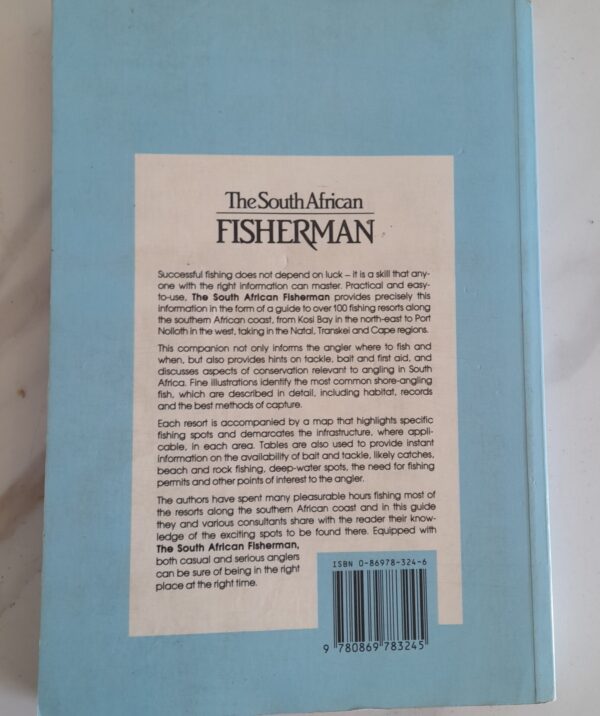 The South African
FISHERMAN
Successful fishing does not depend on luck – it is a skill that any-
one with the right information can master. Practical and easy-
to-use, The South African Fisherman provides precisely this
information in the form of a guide to over 100 fishing resorts along
the southern African coast, from Kosi Bay in the north-east to Port
Nolloth in the west, taking in the Natal, Transkei and Cape regions.
This companion not only informs the angler where to fish and
when, but also provides hints on tackle, bait and first aid, and
discusses aspects of conservation relevant to angling in South
Africa. Fine illustrations identify the most common shore-angling
fish, which are described in detail, including habitat, records
and the best methods of capture.
Each resort is accompanied by a map that highlights specific
fishing spots and demarcates the infrastructure, where appli-
cable, in each area. Tables are also used to provide instant
information on the availability of bait and tackle, likely catches,
beach and rock fishing, deep-water spots, the need for fishing
permits and other points of interest to the angler.
The authors have spent many pleasurable hours fishing most of
the resorts along the southern African coast and in this guide
they and various consultants share with the reader their know-
ledge of the exciting spots to be found there. Equipped with
The South African Fisherman,
both casual and serious anglers
can be sure of being in the right
place at the right time.
ISBN 0-86978-324-6
9 780869 783245